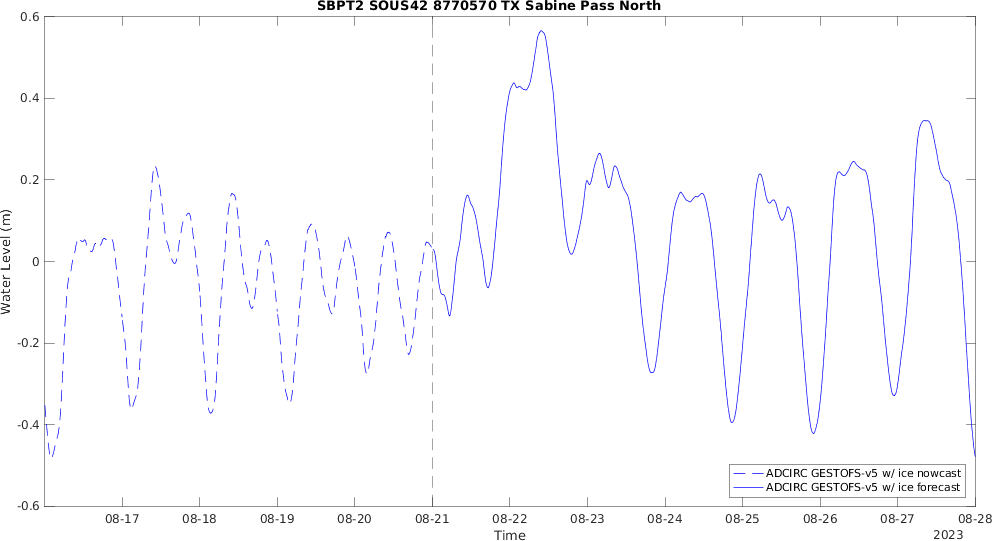 SBPT2 SOUS42 8770570 TX Sabine Pass North
0.6
0.4
0.2
0
-0.2
-0.4
-0.6
Water Level (m)
ADCIRC GESTOFS-v5 w/ ice nowcast
ADCIRC GESTOFS-v5 w/ ice forecast
08-17 08-18 08-19 08-20 08-21 08-22 08-23 08-24 08-25 08-26 08-27 08-28
Time
2023